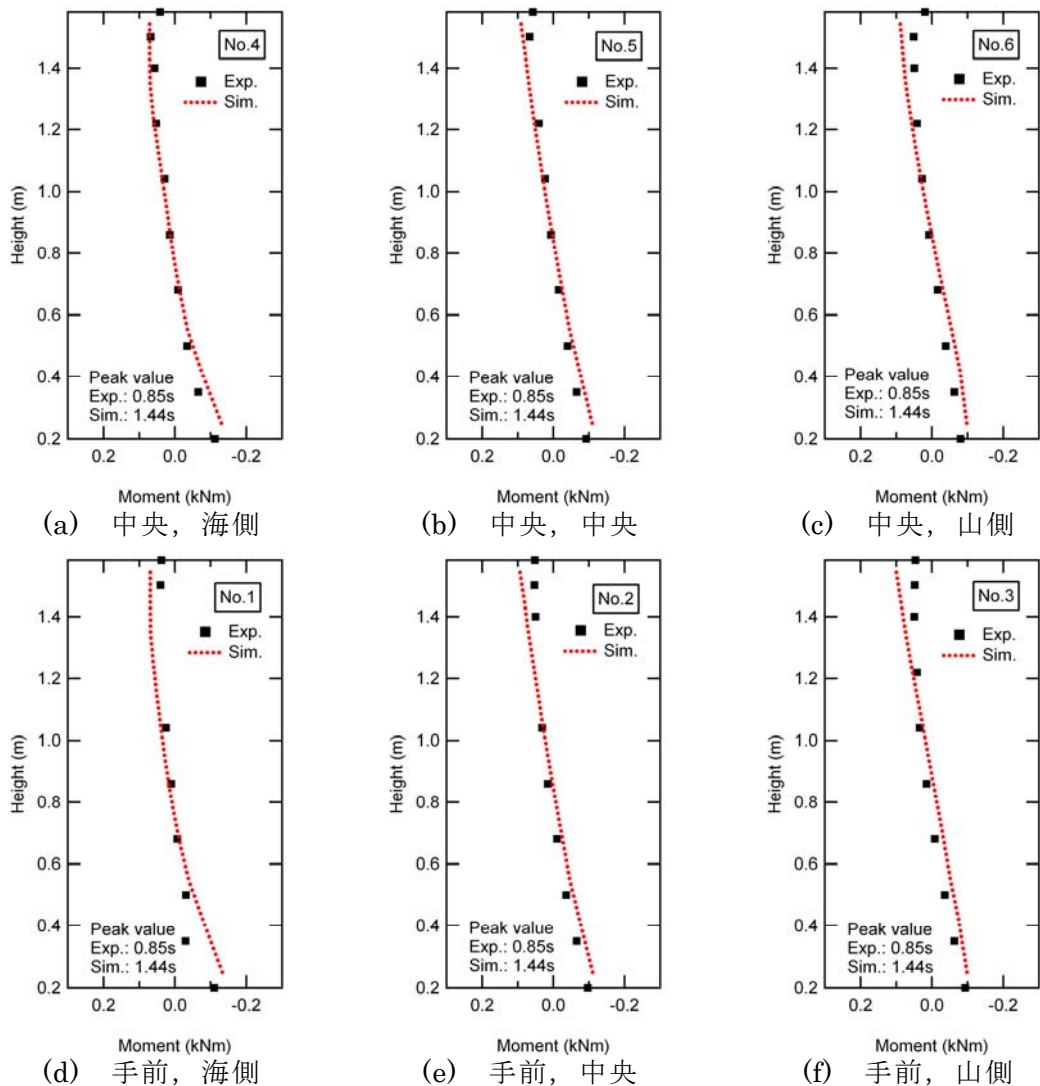 No.4
Exp.
Sim.
1.4
1.2
1.0
0.8
0.6
0.4
0.2
Height (m)
Peak value
Exp.: 0.85s
Sim.: 1.44s
0.2 0.0 -0.2
Moment (kNm)
(a) 中央，海側
No.5
Exp.
Sim.
1.4
1.2
1.0
0.8
0.6
0.4
0.2
Height (m)
Peak value
Exp.: 0.85s
Sim.: 1.44s
0.2 0.0 -0.2
Moment (kNm)
(b) 中央，中央
No.6
Exp.
Sim.
1.4
1.2
1.0
0.8
0.6
0.4
0.2
Height (m)
Peak value
Exp.: 0.85s
Sim.: 1.44s
0.2 0.0 -0.2
Moment (kNm)
(c) 中央，山側
No.1
Exp.
Sim.
1.4
1.2
1.0
0.8
0.6
0.4
0.2
Height (m)
Peak value
Exp.: 0.85s
Sim.: 1.44s
0.2 0.0 -0.2
Moment (kNm)
(d) 手前，海側
No.2
Exp.
Sim.
1.4
1.2
1.0
0.8
0.6
0.4
0.2
Height (m)
Peak value
Exp.: 0.85s
Sim.: 1.44s
0.2 0.0 -0.2
Moment (kNm)
(e) 手前，中央
No.3
Exp.
Sim.
1.4
1.2
1.0
0.8
0.6
0.4
0.2
Height (m)
Peak value
Exp.: 0.85s
Sim.: 1.44s
0.2 0.0 -0.2
Moment (kNm)
(f) 手前，山側